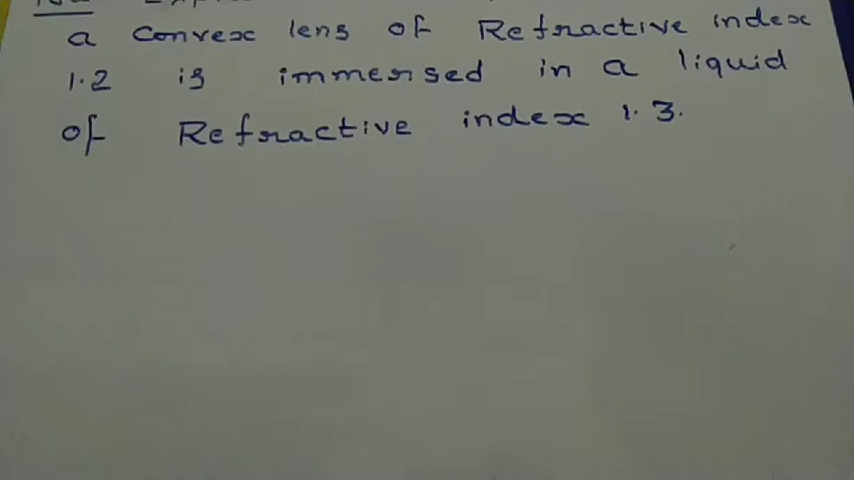 a convex lens of Refractive index
1.2 is immersed in a liquid
of Refractive index 1.3.